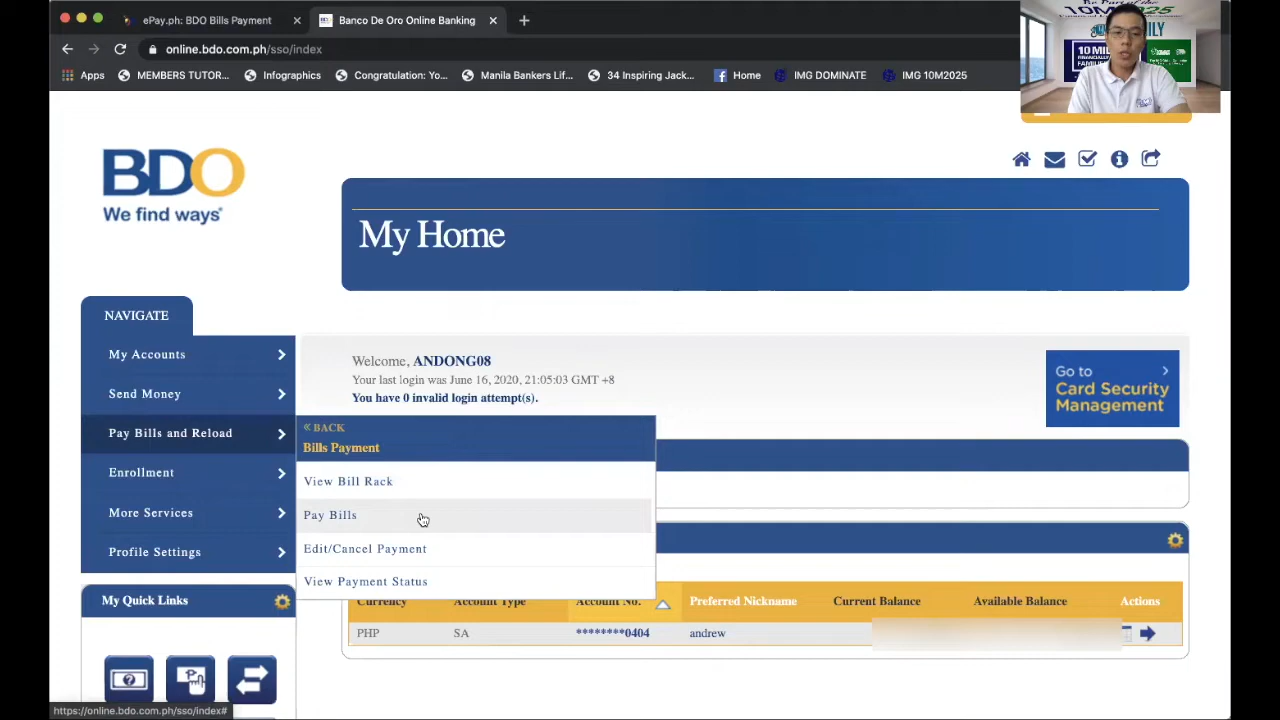 ePay.ph: BDO Bills Payment
Banco De Oro Online Banking
online.bdo.com.ph/sso/index
Apps
MEMBERS TUTOR...
Infographics
Congratulation: Yo...
Manila Bankers Lif...
34 Inspiring Jack...
Home
IMG DOMINATE
IMG 10M2025
10M2025
10 MIL
FINANCIALLY
FAMILIES
BDO
We find ways
My Home
NAVIGATE
My Accounts
Send Money
Pay Bills and Reload
Enrollment
More Services
Profile Settings
Welcome, ANDONG08
Your last login was June 16, 2020, 21:05:03 GMT +8
You have 0 invalid login attempt(s).
Go to
Card Security
Management
« BACK
Bills Payment
View Bill Rack
Pay Bills
Edit/Cancel Payment
View Payment Status
My Quick Links
Currency Account Type Account No. Preferred Nickname Current Balance Available Balance Actions
PHP SA ********0404 andrew
https://online.bdo.com.ph/sso/index#